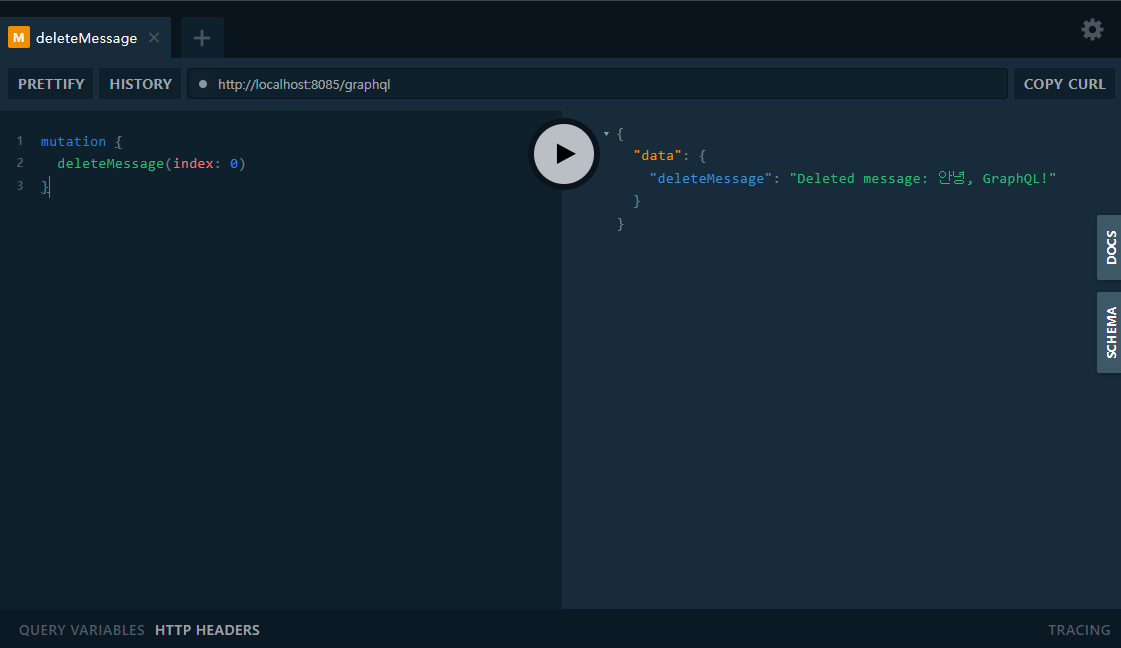 M deleteMessage
PRETTIFY HISTORY http://localhost:8085/graphql COPY CURL
1 mutation {
2 deleteMessage(index: 0)
3 }
{
"data": {
"deleteMessage": "Deleted message: 안녕, GraphQL!"
}
}
DOCS
SCHEMA
QUERY VARIABLES HTTP HEADERS TRACING